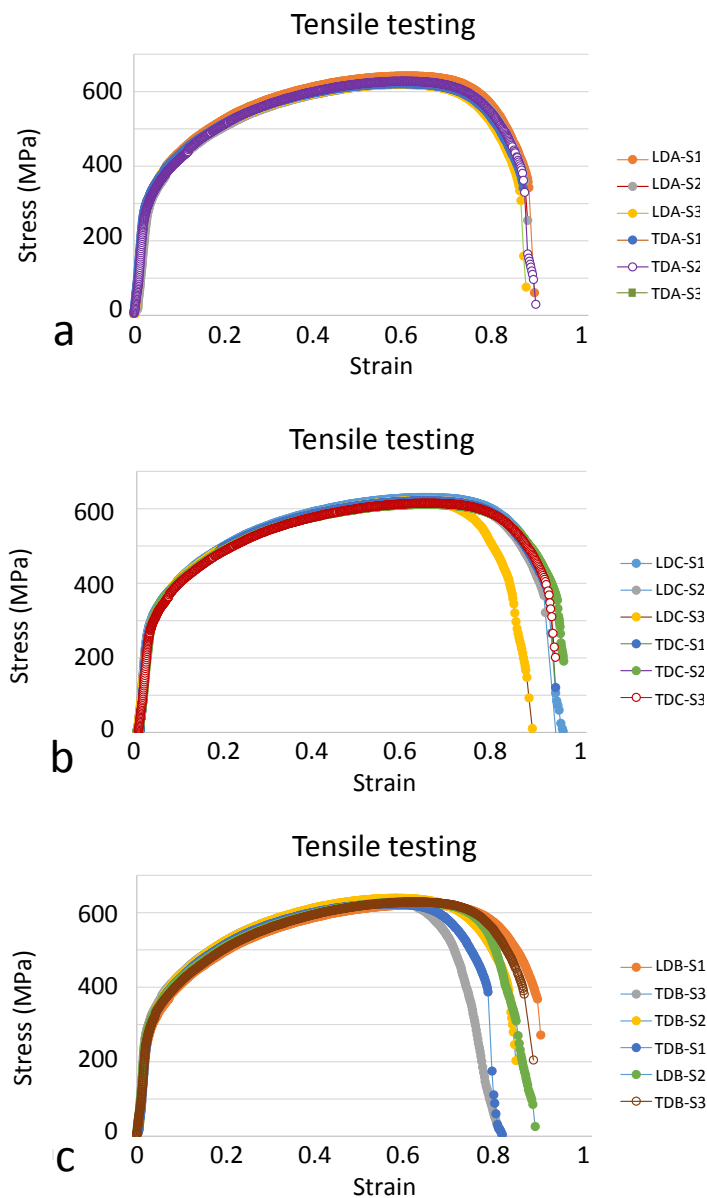 Tensile testing
600
400
200
0
Stress (MPa)
0 0.2 0.4 0.6 0.8 1
Strain
a
LDA-S1
LDA-S2
LDA-S3
TDA-S1
TDA-S2
TDA-S3
Tensile testing
600
400
200
0
Stress (MPa)
0 0.2 0.4 0.6 0.8 1
Strain
b
LDC-S1
LDC-S2
LDC-S3
TDC-S1
TDC-S2
TDC-S3
Tensile testing
600
400
200
0
Stress (MPa)
0 0.2 0.4 0.6 0.8 1
Strain
c
LDB-S1
TDB-S3
TDB-S2
TDB-S1
LDB-S2
TDB-S3